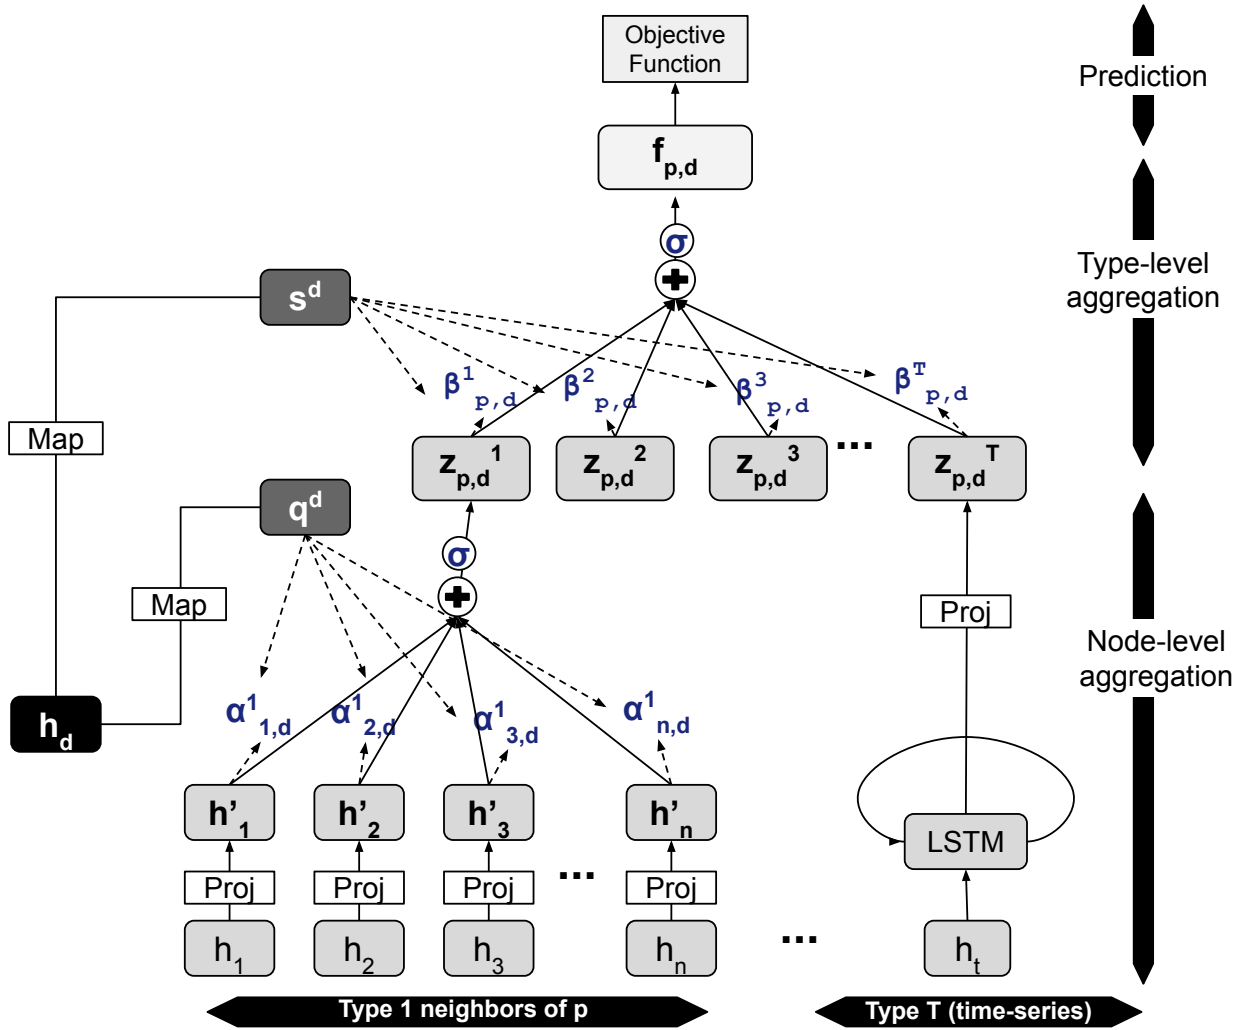 Objective
Function
Prediction
f p,d
σ
Type-level
aggregation
s^d
β^1 p,d
β^2 p,d
β^3 p,d
β^T p,d
Map
z p,d 1
z p,d 2
z p,d 3
...
z p,d T
q^d
σ
Map
Proj
Node-level
aggregation
h d
α^1 1,d
α^1 2,d
α^1 3,d
α^1 n,d
h’ 1
h’ 2
h’ 3
h’ n
LSTM
Proj
Proj
Proj
...
Proj
h 1
h 2
h 3
h n
...
h t
Type 1 neighbors of p
Type T (time-series)